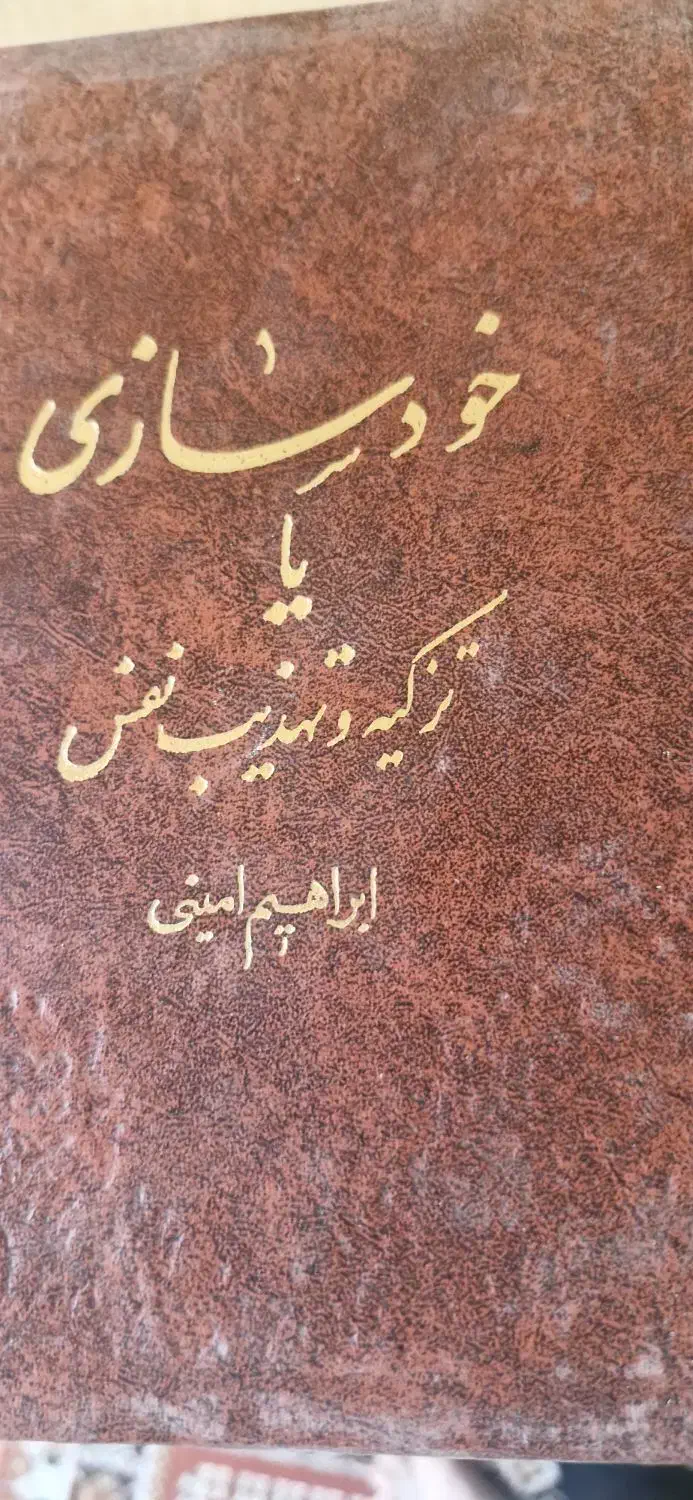 خودسازی
یا
تزکیه و تهذیب نفس
ابراهیم امینی